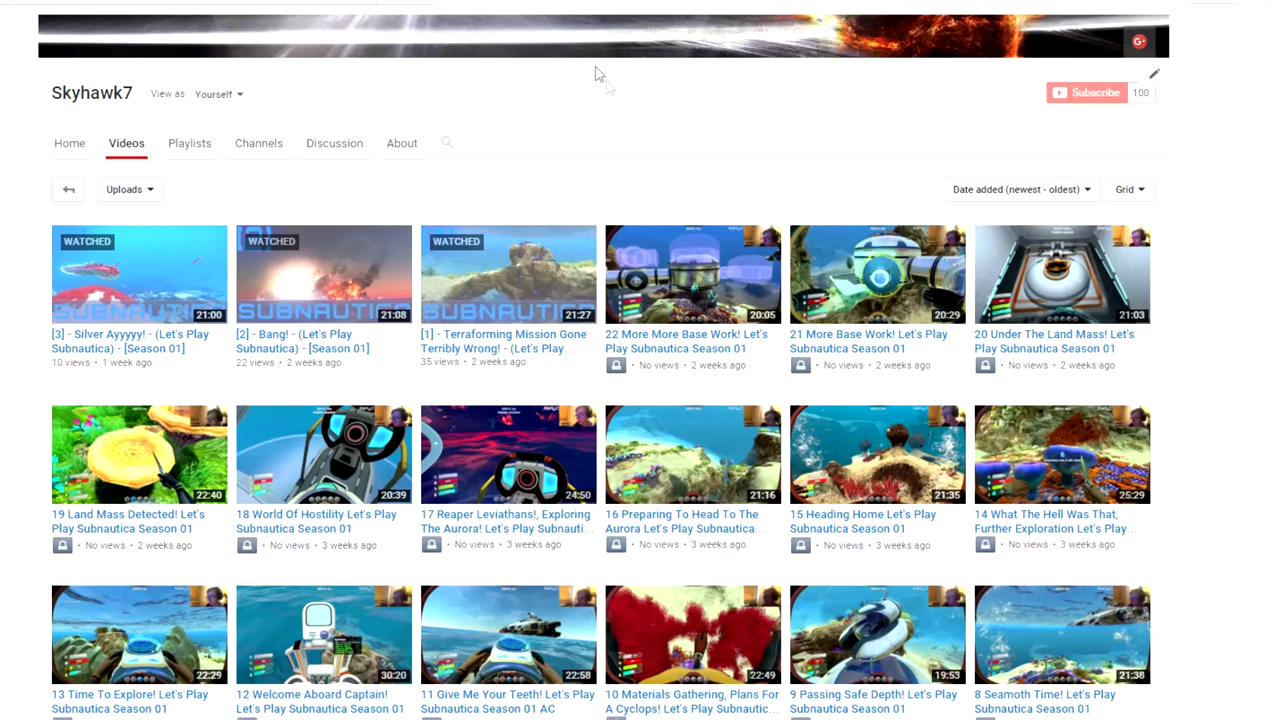 G+
Skyhawk7 View as: Yourself
Subscribe 100
Home Videos Playlists Channels Discussion About
Uploads Date added (newest - oldest) Grid
WATCHED WATCHED WATCHED
SUBNAUTICA SUBNAUTICA SUBNAUTICA
21:00 21:08 21:27 20:05 20:29 21:03
[3] - Silver Ayyyyy! - (Let's Play
Subnautica) - [Season 01]
10 views • 1 week ago
[2] - Bang! - (Let's Play
Subnautica) - [Season 01]
22 views • 2 weeks ago
[1] - Terraforming Mission Gone
Terribly Wrong! - (Let's Play...
35 views • 2 weeks ago
22 More More Base Work! Let's
Play Subnautica Season 01
• No views • 2 weeks ago
21 More Base Work! Let's Play
Subnautica Season 01
• No views • 2 weeks ago
20 Under The Land Mass! Let's
Play Subnautica Season 01
• No views • 2 weeks ago
22:40 20:39 24:50 21:16 21:35 25:29
19 Land Mass Detected! Let's
Play Subnautica Season 01
• No views • 2 weeks ago
18 World Of Hostility Let's Play
Subnautica Season 01
• No views • 3 weeks ago
17 Reaper Leviathans!, Exploring
The Aurora! Let's Play Subnauti...
• No views • 3 weeks ago
16 Preparing To Head To The
Aurora Let's Play Subnautica...
• No views • 3 weeks ago
15 Heading Home Let's Play
Subnautica Season 01
• No views • 3 weeks ago
14 What The Hell Was That,
Further Exploration Let's Play...
• No views • 3 weeks ago
22:29 30:20 22:58 22:49 19:53 21:38
13 Time To Explore! Let's Play
Subnautica Season 01
12 Welcome Aboard Captain!
Let's Play Subnautica Season 01
11 Give Me Your Teeth! Let's Play
Subnautica Season 01 AC
10 Materials Gathering, Plans For
A Cyclops! Let's Play Subnautic...
9 Passing Safe Depth! Let's Play
Subnautica Season 01
8 Seamoth Time! Let's Play
Subnautica Season 01